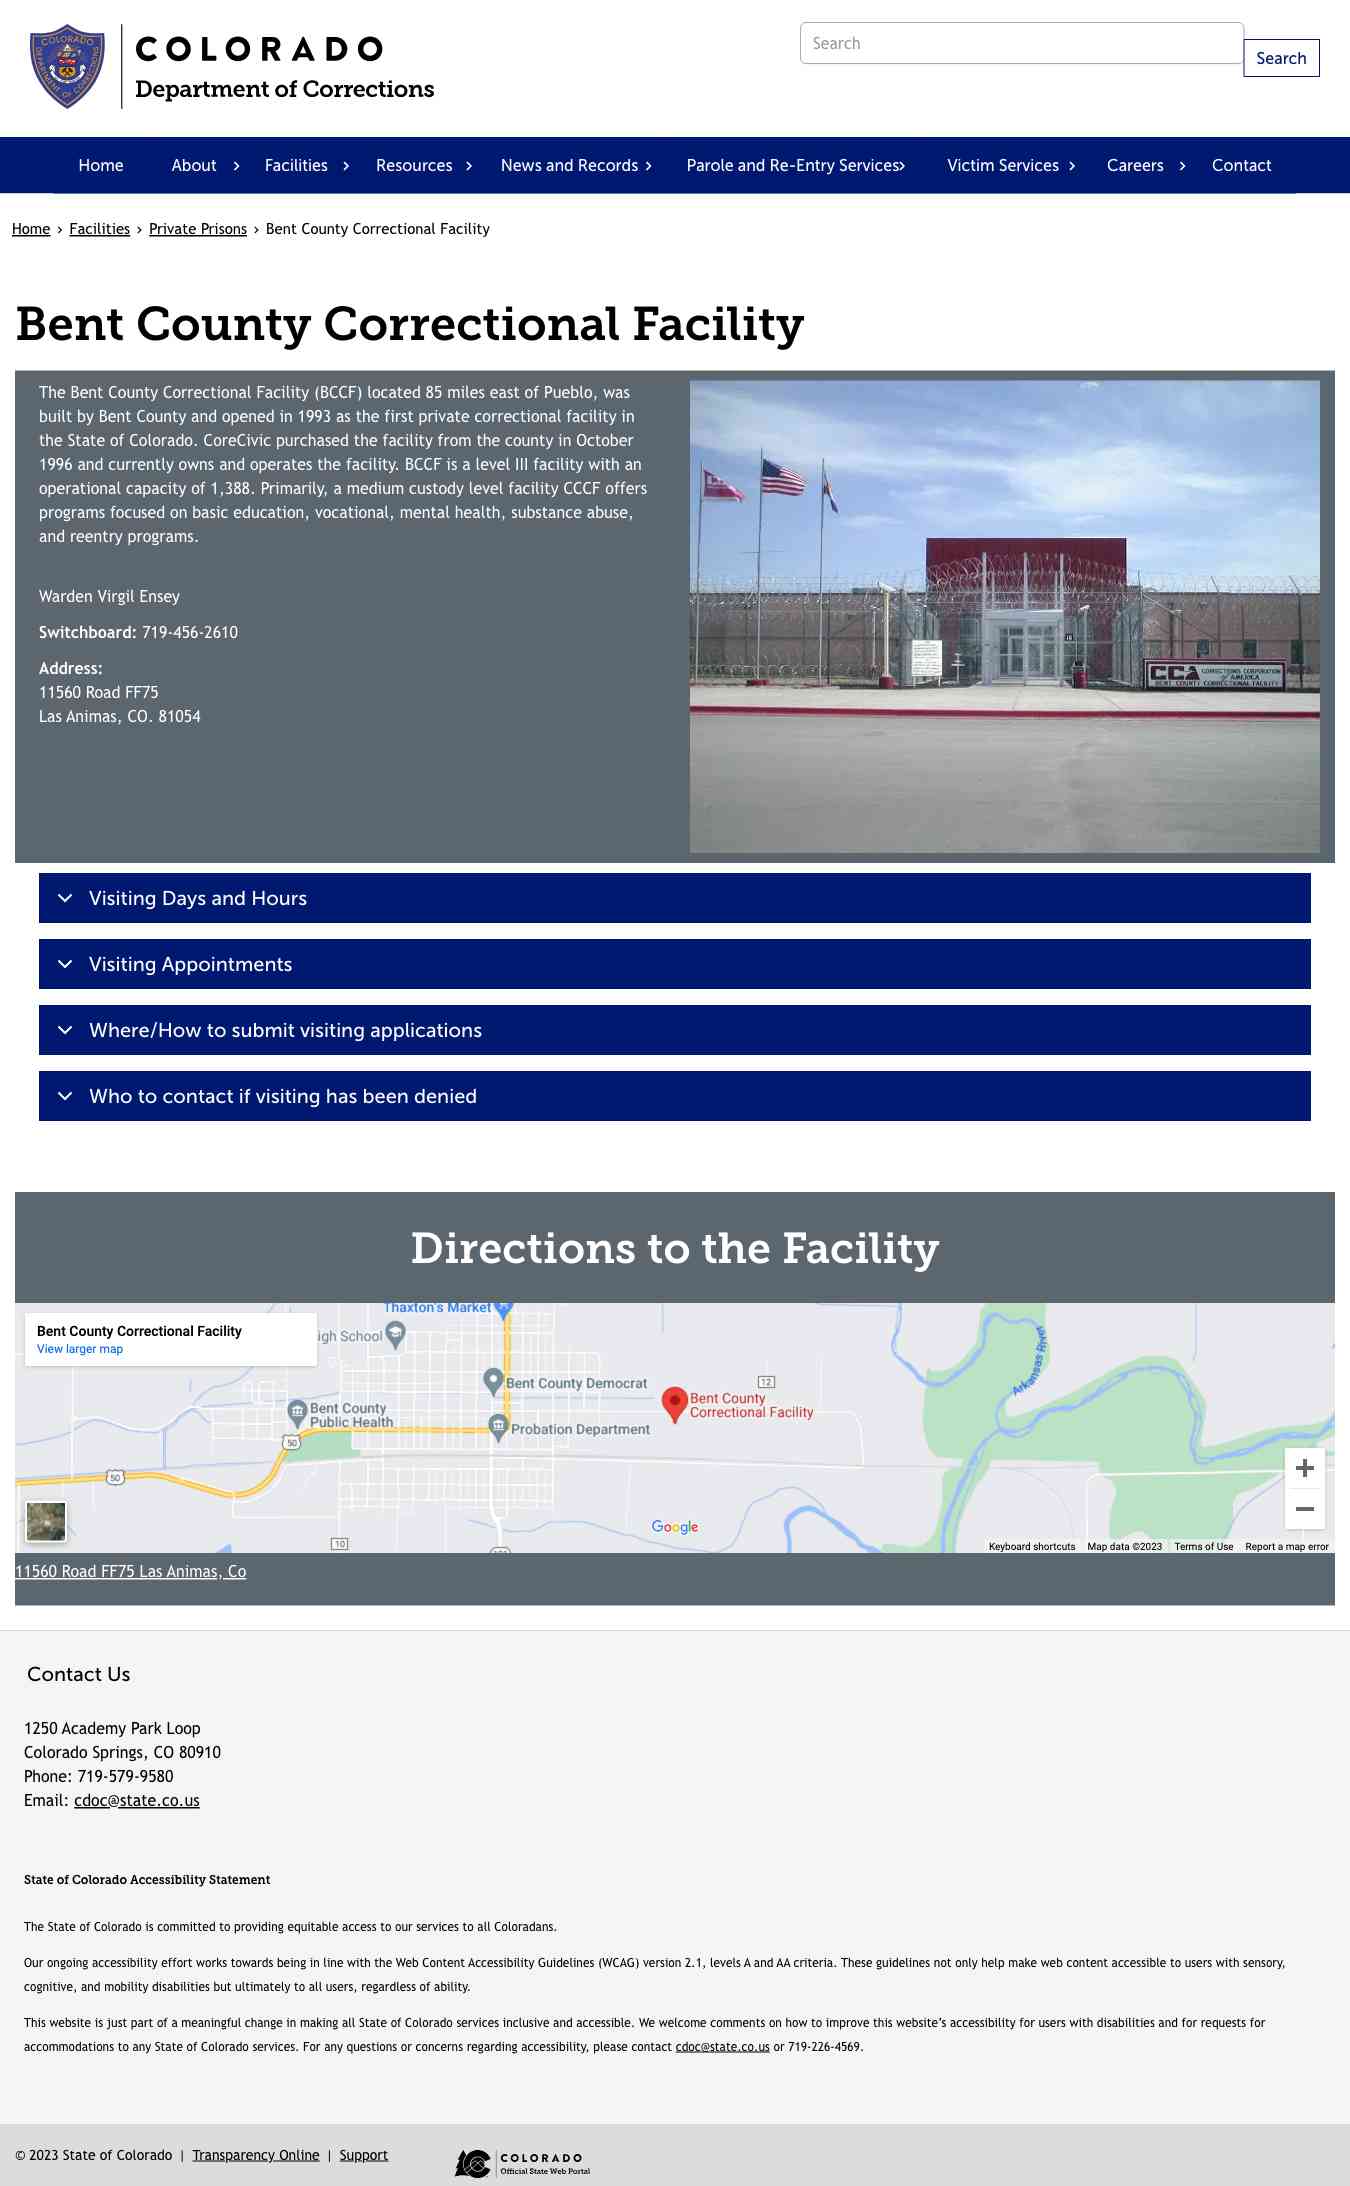 COLORADO
Department of Corrections
Search
Search
Home
About
Facilities
Resources
News and Records
Parole and Re-Entry Services
Victim Services
Careers
Contact
Home › Facilities › Private Prisons › Bent County Correctional Facility
Bent County Correctional Facility
The Bent County Correctional Facility (BCCF) located 85 miles east of Pueblo, was
built by Bent County and opened in 1993 as the first private correctional facility in
the State of Colorado. CoreCivic purchased the facility from the county in October
1996 and currently owns and operates the facility. BCCF is a level III facility with an
operational capacity of 1,388. Primarily, a medium custody level facility CCCF offers
programs focused on basic education, vocational, mental health, substance abuse,
and reentry programs.
Warden Virgil Ensey
Switchboard: 719-456-2610
Address:
11560 Road FF75
Las Animas, CO. 81054
CCA CORRECTIONS CORPORATION
of AMERICA
BENT COUNTY CORRECTIONAL FACILITY
Visiting Days and Hours
Visiting Appointments
Where/How to submit visiting applications
Who to contact if visiting has been denied
Directions to the Facility
Thaxton's Market
Bent County Correctional Facility
View larger map
igh School
Bent County Democrat
12
Bent County
Correctional Facility
Arkansas River
Bent County
Public Health
Probation Department
50
50
10
Google
Keyboard shortcuts
Map data ©2023
Terms of Use
Report a map error
11560 Road FF75 Las Animas, Co
Contact Us
1250 Academy Park Loop
Colorado Springs, CO 80910
Phone: 719-579-9580
Email: cdoc@state.co.us
State of Colorado Accessibility Statement
The State of Colorado is committed to providing equitable access to our services to all Coloradans.
Our ongoing accessibility effort works towards being in line with the Web Content Accessibility Guidelines (WCAG) version 2.1, levels A and AA criteria. These guidelines not only help make web content accessible to users with sensory,
cognitive, and mobility disabilities but ultimately to all users, regardless of ability.
This website is just part of a meaningful change in making all State of Colorado services inclusive and accessible. We welcome comments on how to improve this website's accessibility for users with disabilities and for requests for
accommodations to any State of Colorado services. For any questions or concerns regarding accessibility, please contact cdoc@state.co.us or 719-226-4569.
© 2023 State of Colorado | Transparency Online | Support
COLORADO
Official State Web Portal